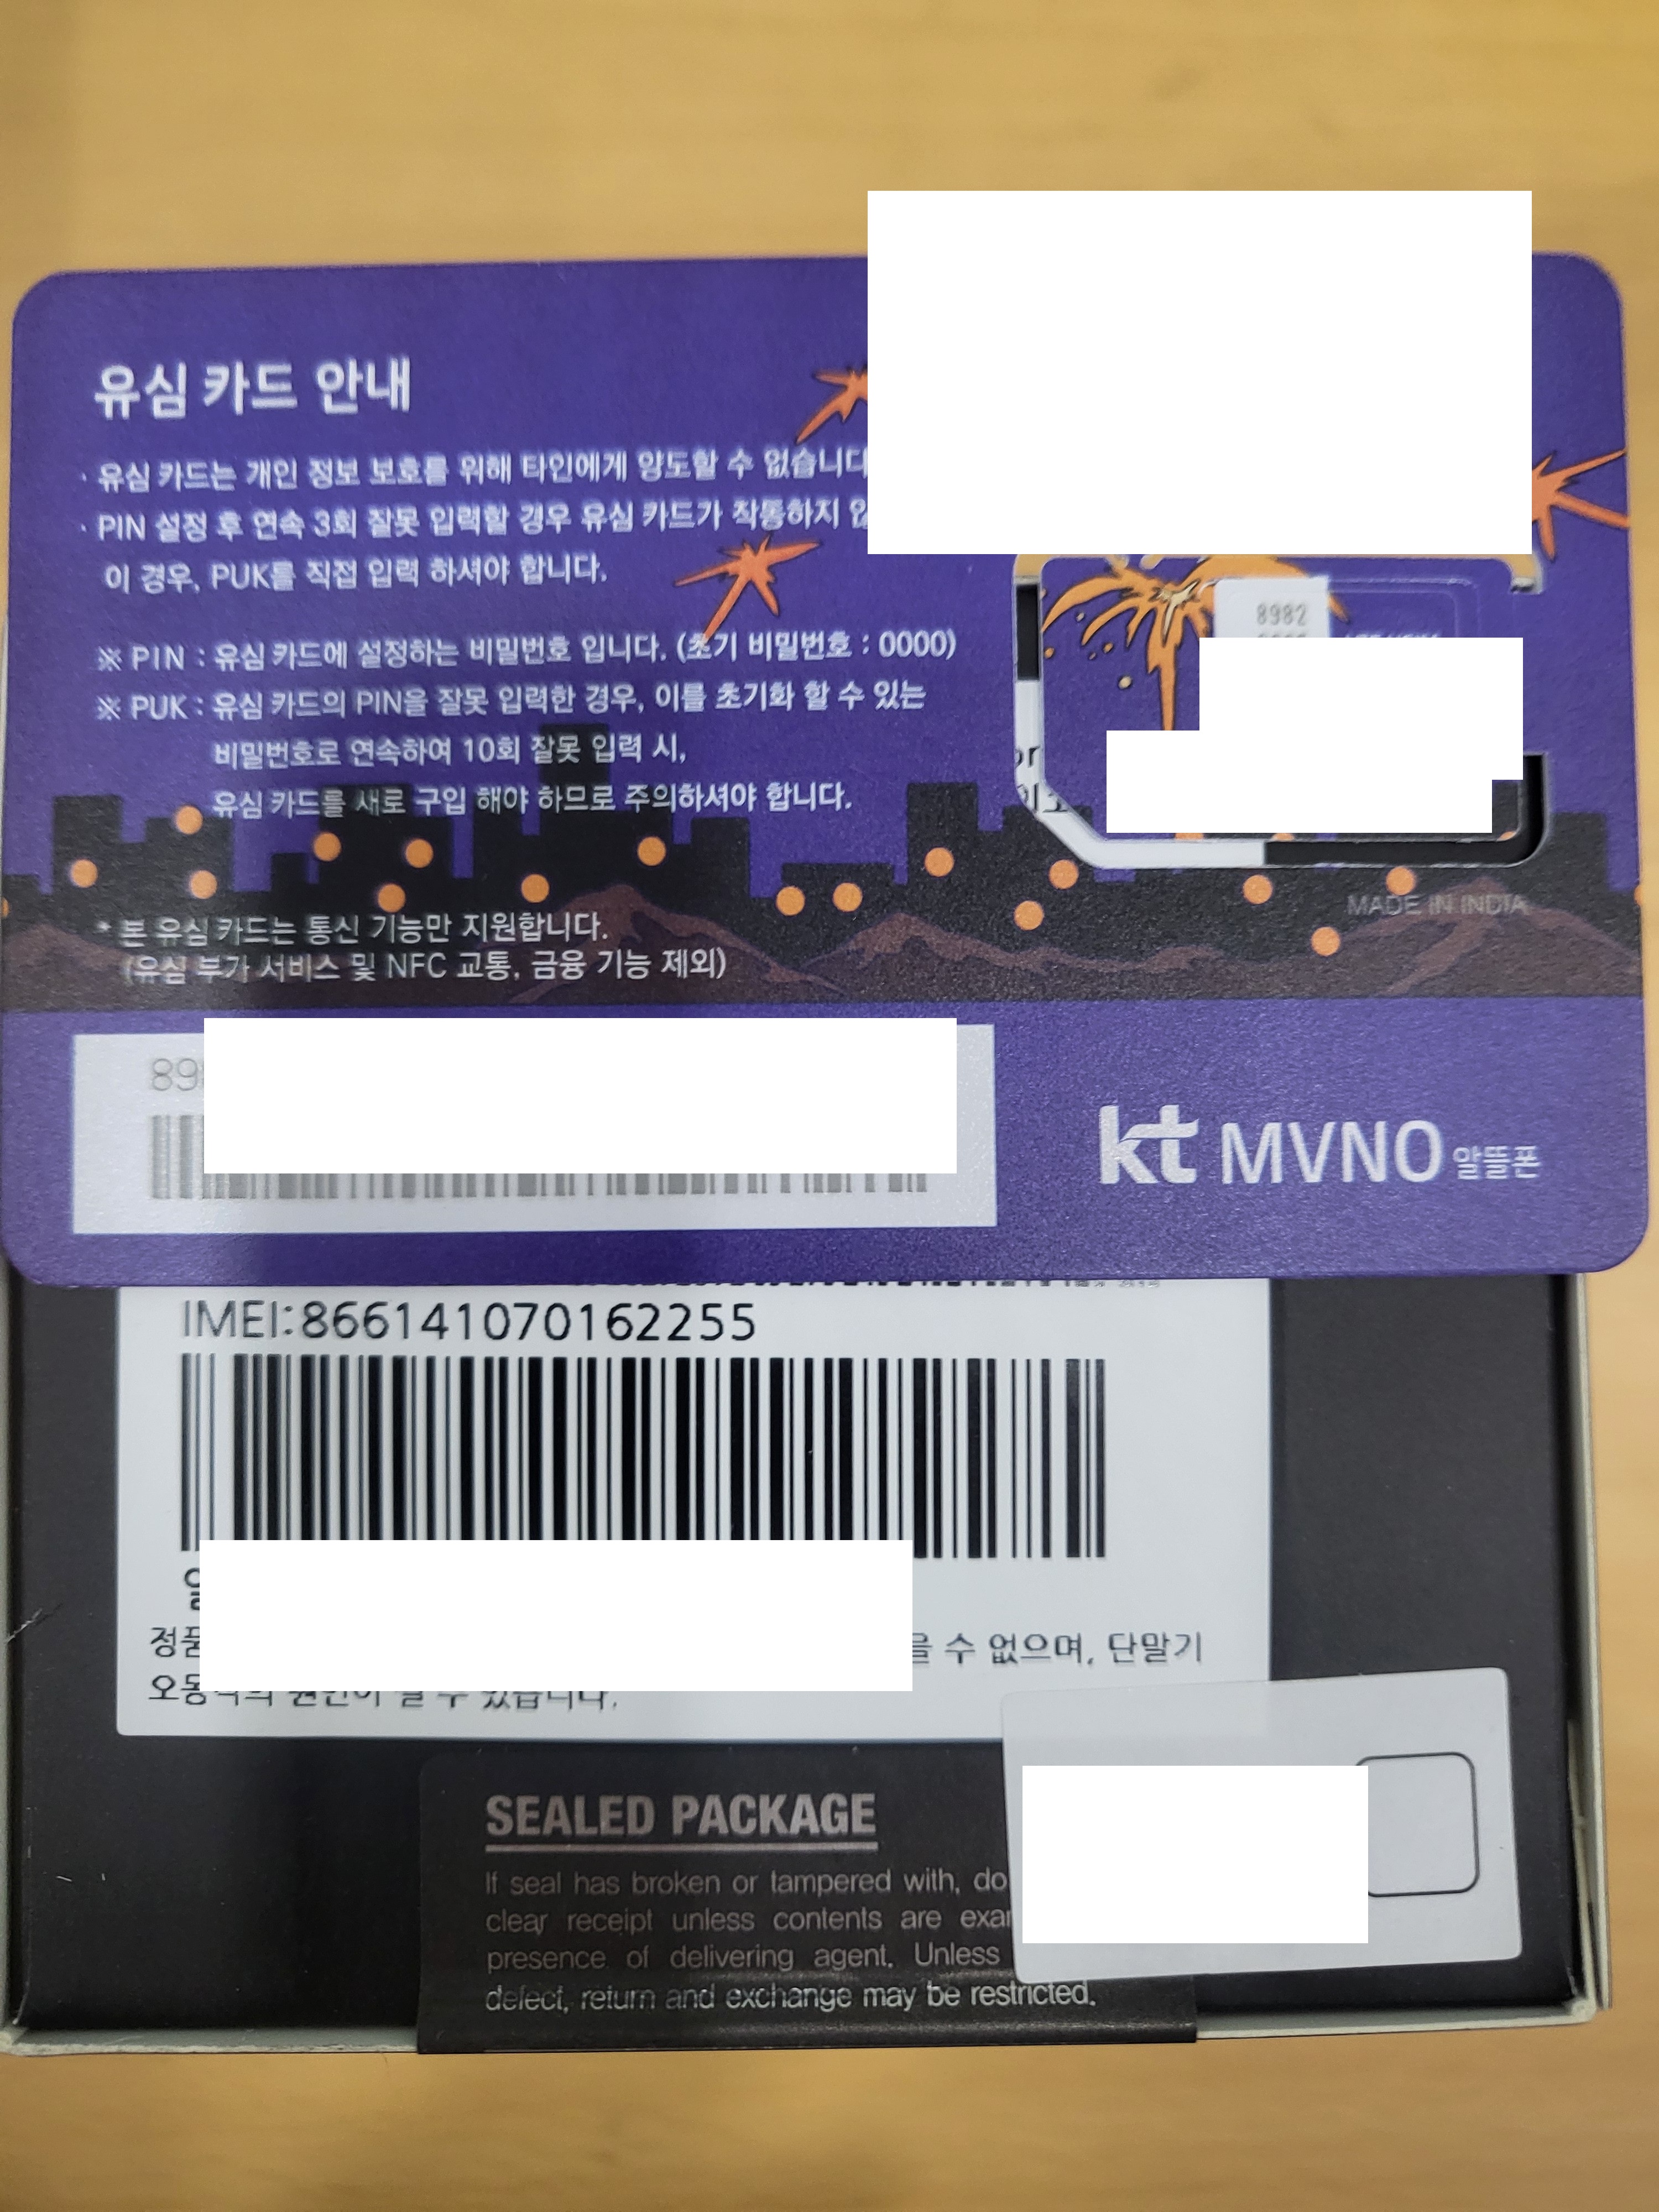 유심 카드 안내
· 유심 카드는 개인 정보 보호를 위해 타인에게 양도할 수 없습니다
· PIN 설정 후 연속 3회 잘못 입력할 경우 유심 카드가 작동하지
이 경우, PUK를 직접 입력 하셔야 합니다.
※ PIN : 유심 카드에 설정하는 비밀번호 입니다. (초기 비밀번호 : 0000)
※ PUK : 유심 카드의 PIN을 잘못 입력한 경우, 이를 초기화 할 수 있는
비밀번호로 연속하여 10회 잘못 입력 시,
유심 카드를 새로 구입 해야 하므로 주의하셔야 합니다.
8982
MADE IN INDIA
* 본 유심 카드는 통신 기능만 지원합니다.
(유심 부가 서비스 및 NFC 교통, 금융 기능 제외)
89
kt MVNO 알뜰폰
IMEI:866141070162255
수 없으며, 단말기
SEALED PACKAGE
If seal has broken or tampered with, do
clear receipt unless contents are
presence of delivering agent. Unless
defect, return and exchange may be restricted.